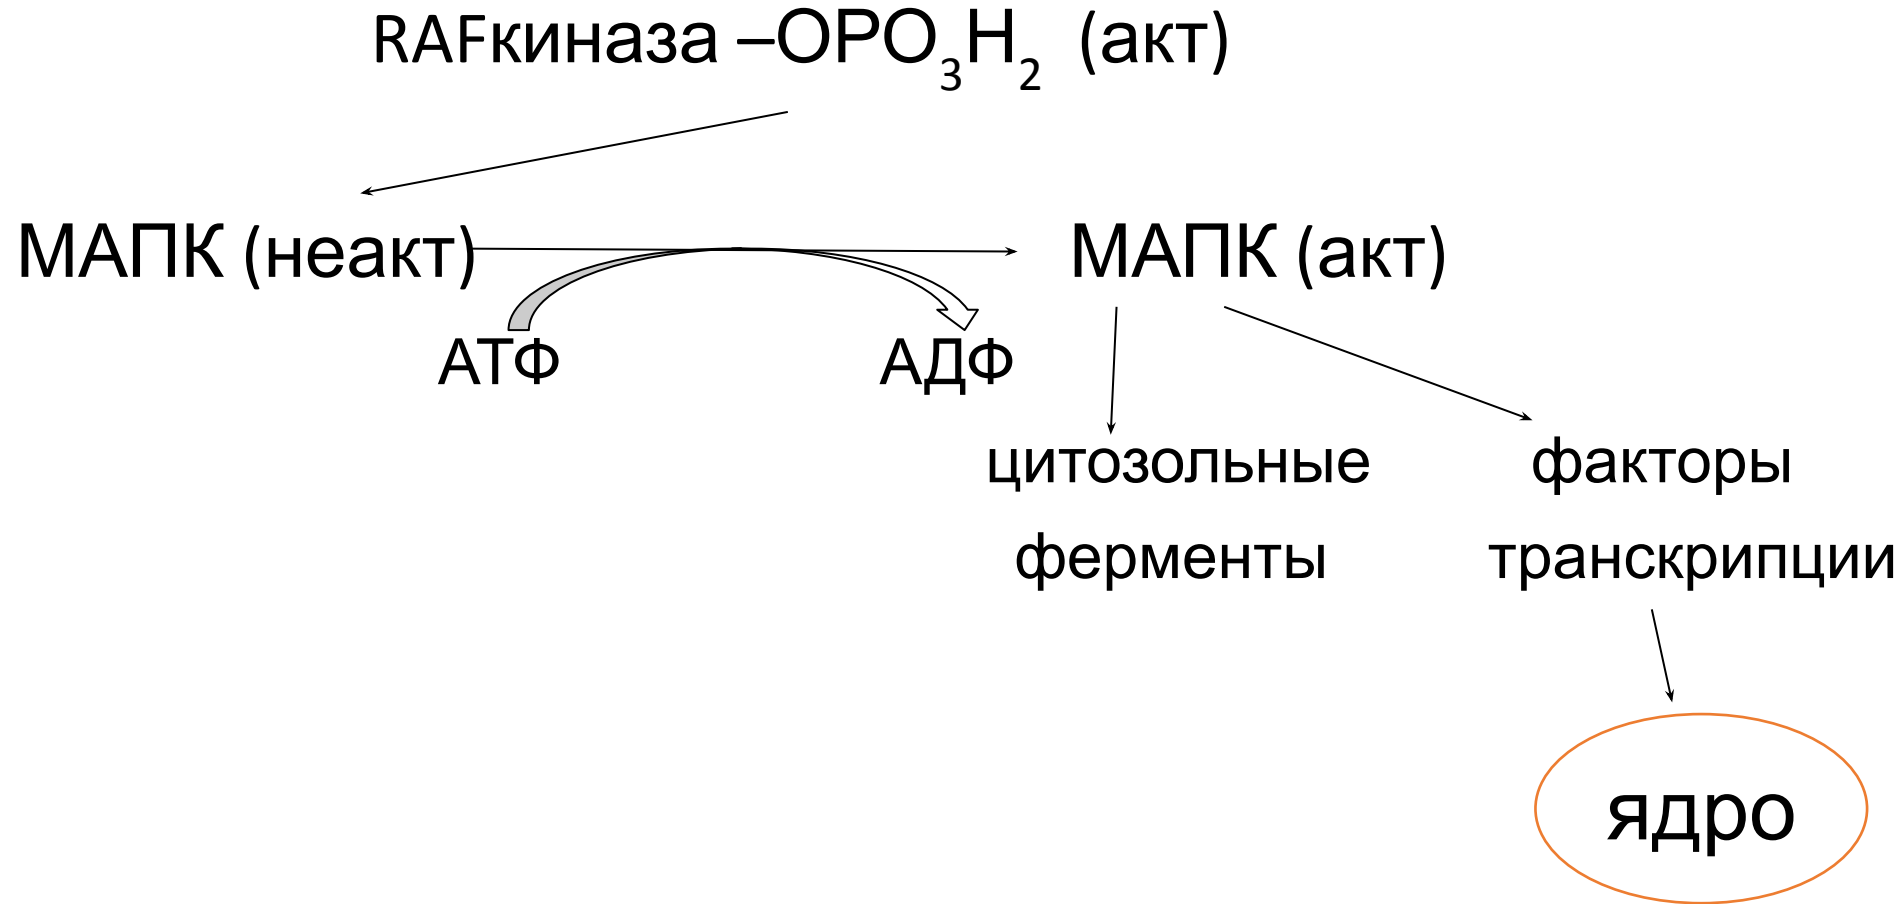 RAFкиназа –OPO3H2 (акт)
МАПК (неакт) МАПК (акт)
АТФ АДФ
цитозольные факторы
ферменты транскрипции
ядро